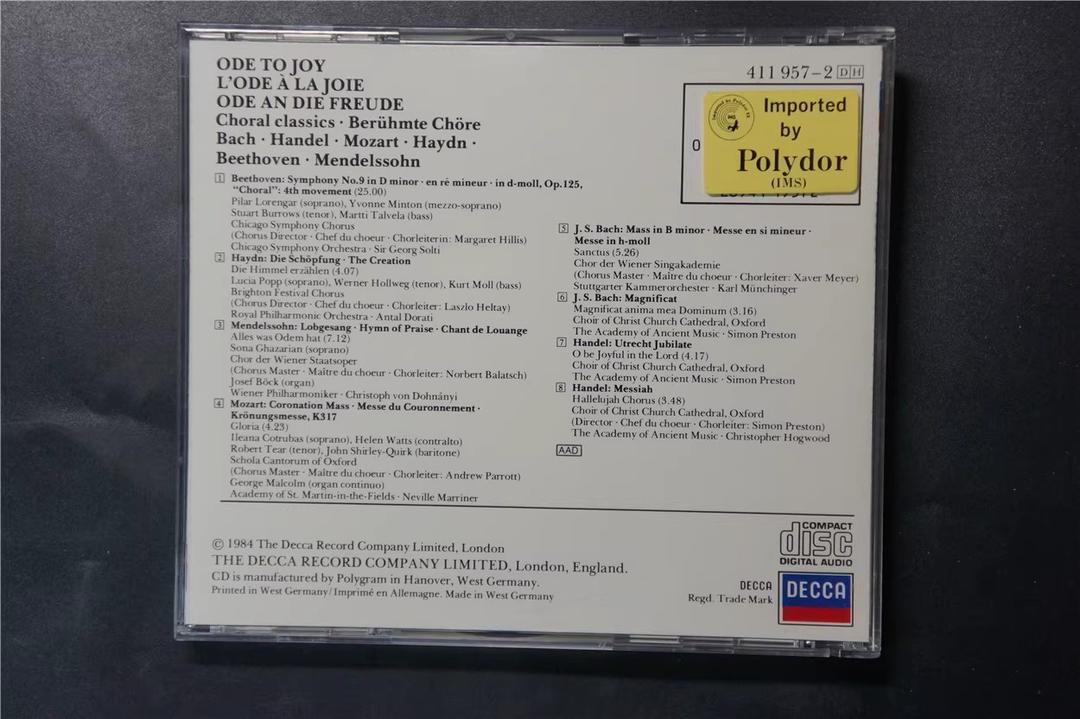 ODE TO JOY
L'ODE À LA JOIE
ODE AN DIE FREUDE
Choral classics · Berühmte Chöre
Bach · Handel · Mozart · Haydn ·
Beethoven · Mendelssohn
411 957-2 DH
Imported
by
Polydor
(IMS)
0
1 Beethoven: Symphony No.9 in D minor · en ré mineur · in d-moll, Op.125,
"Choral": 4th movement (25.00)
Pilar Lorengar (soprano), Yvonne Minton (mezzo-soprano)
Stuart Burrows (tenor), Martti Talvela (bass)
Chicago Symphony Chorus
(Chorus Director · Chef du choeur · Chorleiterin: Margaret Hillis)
Chicago Symphony Orchestra · Sir Georg Solti
2 Haydn: Die Schöpfung · The Creation
Die Himmel erzählen (4.07)
Lucia Popp (soprano), Werner Hollweg (tenor), Kurt Moll (bass)
Brighton Festival Chorus
(Chorus Director · Chef du choeur · Chorleiter: Laszlo Heltay)
Royal Philharmonic Orchestra · Antal Dorati
3 Mendelssohn: Lobgesang · Hymn of Praise · Chant de Louange
Alles was Odem hat (7.12)
Sona Ghazarian (soprano)
Chor der Wiener Staatsoper
(Chorus Master · Maître du choeur · Chorleiter: Norbert Balatsch)
Josef Böck (organ)
Wiener Philharmoniker · Christoph von Dohnányi
4 Mozart: Coronation Mass · Messe du Couronnement ·
Krönungsmesse, K317
Gloria (4.23)
Ileana Cotrubas (soprano), Helen Watts (contralto)
Robert Tear (tenor), John Shirley-Quirk (baritone)
Schola Cantorum of Oxford
(Chorus Master · Maître du choeur · Chorleiter: Andrew Parrott)
George Malcolm (organ continuo)
Academy of St. Martin-in-the-Fields · Neville Marriner
5 J. S. Bach: Mass in B minor · Messe en si mineur ·
Messe in h-moll
Sanctus (5.26)
Chor der Wiener Singakademie
(Chorus Master · Maître du choeur · Chorleiter: Xaver Meyer)
Stuttgarter Kammerorchester · Karl Münchinger
6 J. S. Bach: Magnificat
Magnificat anima mea Dominum (3.16)
Choir of Christ Church Cathedral, Oxford
The Academy of Ancient Music · Simon Preston
7 Handel: Utrecht Jubilate
O be Joyful in the Lord (4.17)
Choir of Christ Church Cathedral, Oxford
The Academy of Ancient Music · Simon Preston
8 Handel: Messiah
Hallelujah Chorus (3.48)
Choir of Christ Church Cathedral, Oxford
(Director · Chef du choeur · Chorleiter: Simon Preston)
The Academy of Ancient Music · Christopher Hogwood
AAD
© 1984 The Decca Record Company Limited, London
THE DECCA RECORD COMPANY LIMITED, London, England.
CD is manufactured by Polygram in Hanover, West Germany.
Printed in West Germany/Imprimé en Allemagne. Made in West Germany
COMPACT
disc
DIGITAL AUDIO
DECCA
Regd. Trade Mark
DECCA